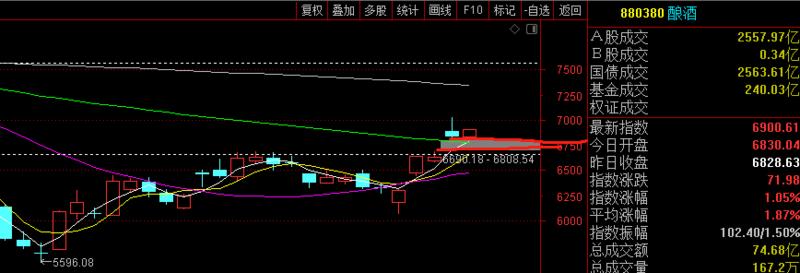 复权 叠加 多股 统计 画线 F10 标记 -自选 返回
880380 酿酒
A股成交 2557.97亿
B股成交 0.34亿
国债成交 2563.61亿
基金成交 240.03亿
权证成交
最新指数 6900.61
今日开盘 6830.04
昨日收盘 6828.63
指数涨跌 71.98
指数涨幅 1.05%
平均涨幅 1.87%
指数振幅 102.40/1.50%
总成交额 74.68亿
总成交量 167.2万
7500
7000
6750
6500
6250
6000
6690.18 - 6808.54
5596.08